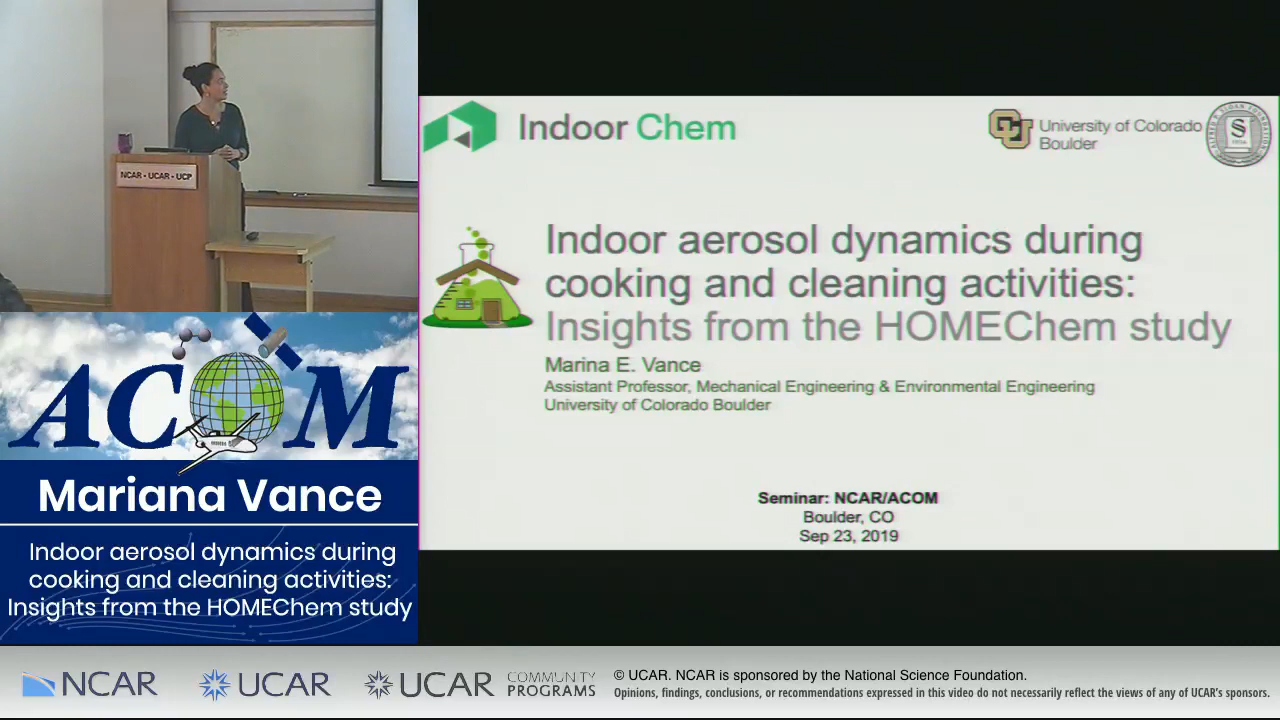 NCAR - UCAR - UCP
ACOM
Mariana Vance
Indoor aerosol dynamics during
cooking and cleaning activities:
Insights from the HOMEChem study
Indoor Chem
CU
University of Colorado
Boulder
S
Indoor aerosol dynamics during
cooking and cleaning activities:
Insights from the HOMEChem study
Marina E. Vance
Assistant Professor, Mechanical Engineering & Environmental Engineering
University of Colorado Boulder
Seminar: NCAR/ACOM
Boulder, CO
Sep 23, 2019
NCAR
UCAR
UCAR
COMMUNITY
PROGRAMS
© UCAR. NCAR is sponsored by the National Science Foundation.
Opinions, findings, conclusions, or recommendations expressed in this video do not necessarily reflect the views of any of UCAR's sponsors.